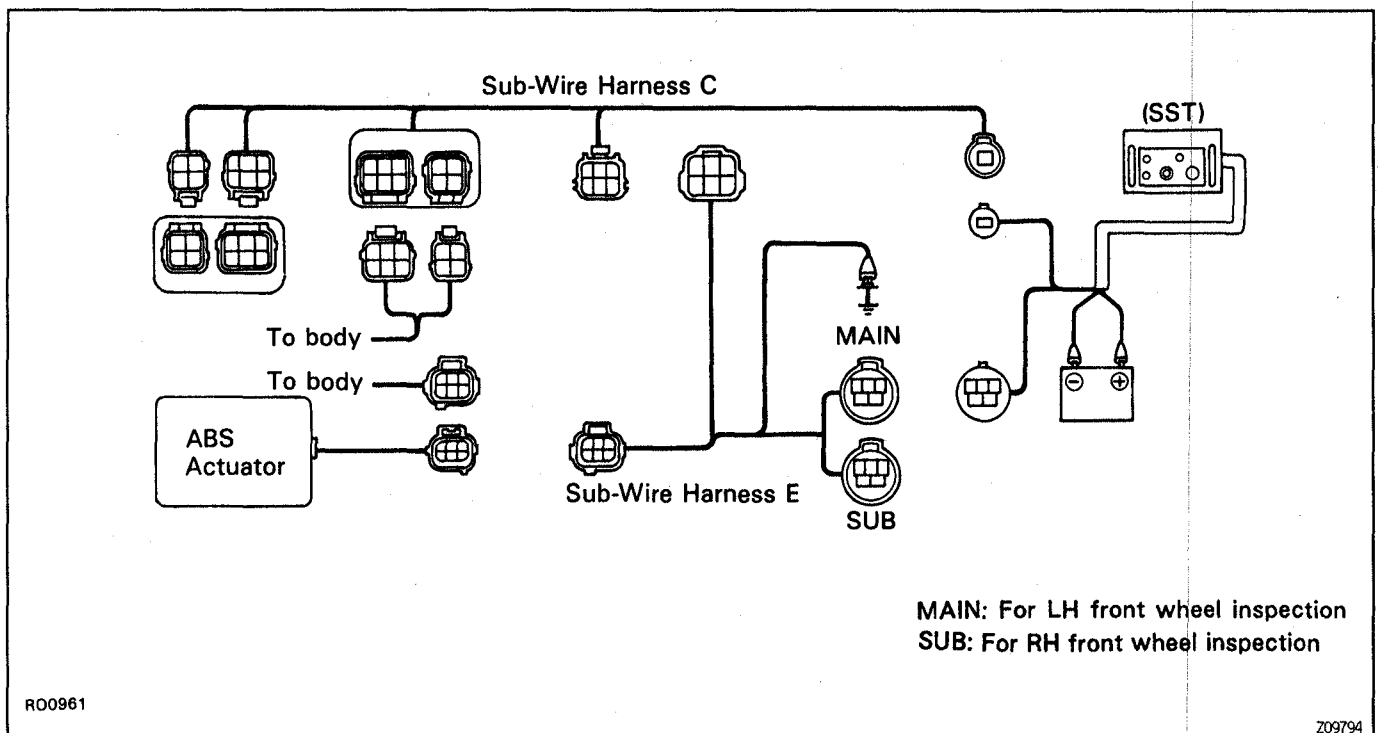 Sub-Wire Harness C
(SST)
To body
To body
MAIN
ABS
Actuator
Sub-Wire Harness E
SUB
MAIN: For LH front wheel inspection
SUB: For RH front wheel inspection
R00961
Z09794